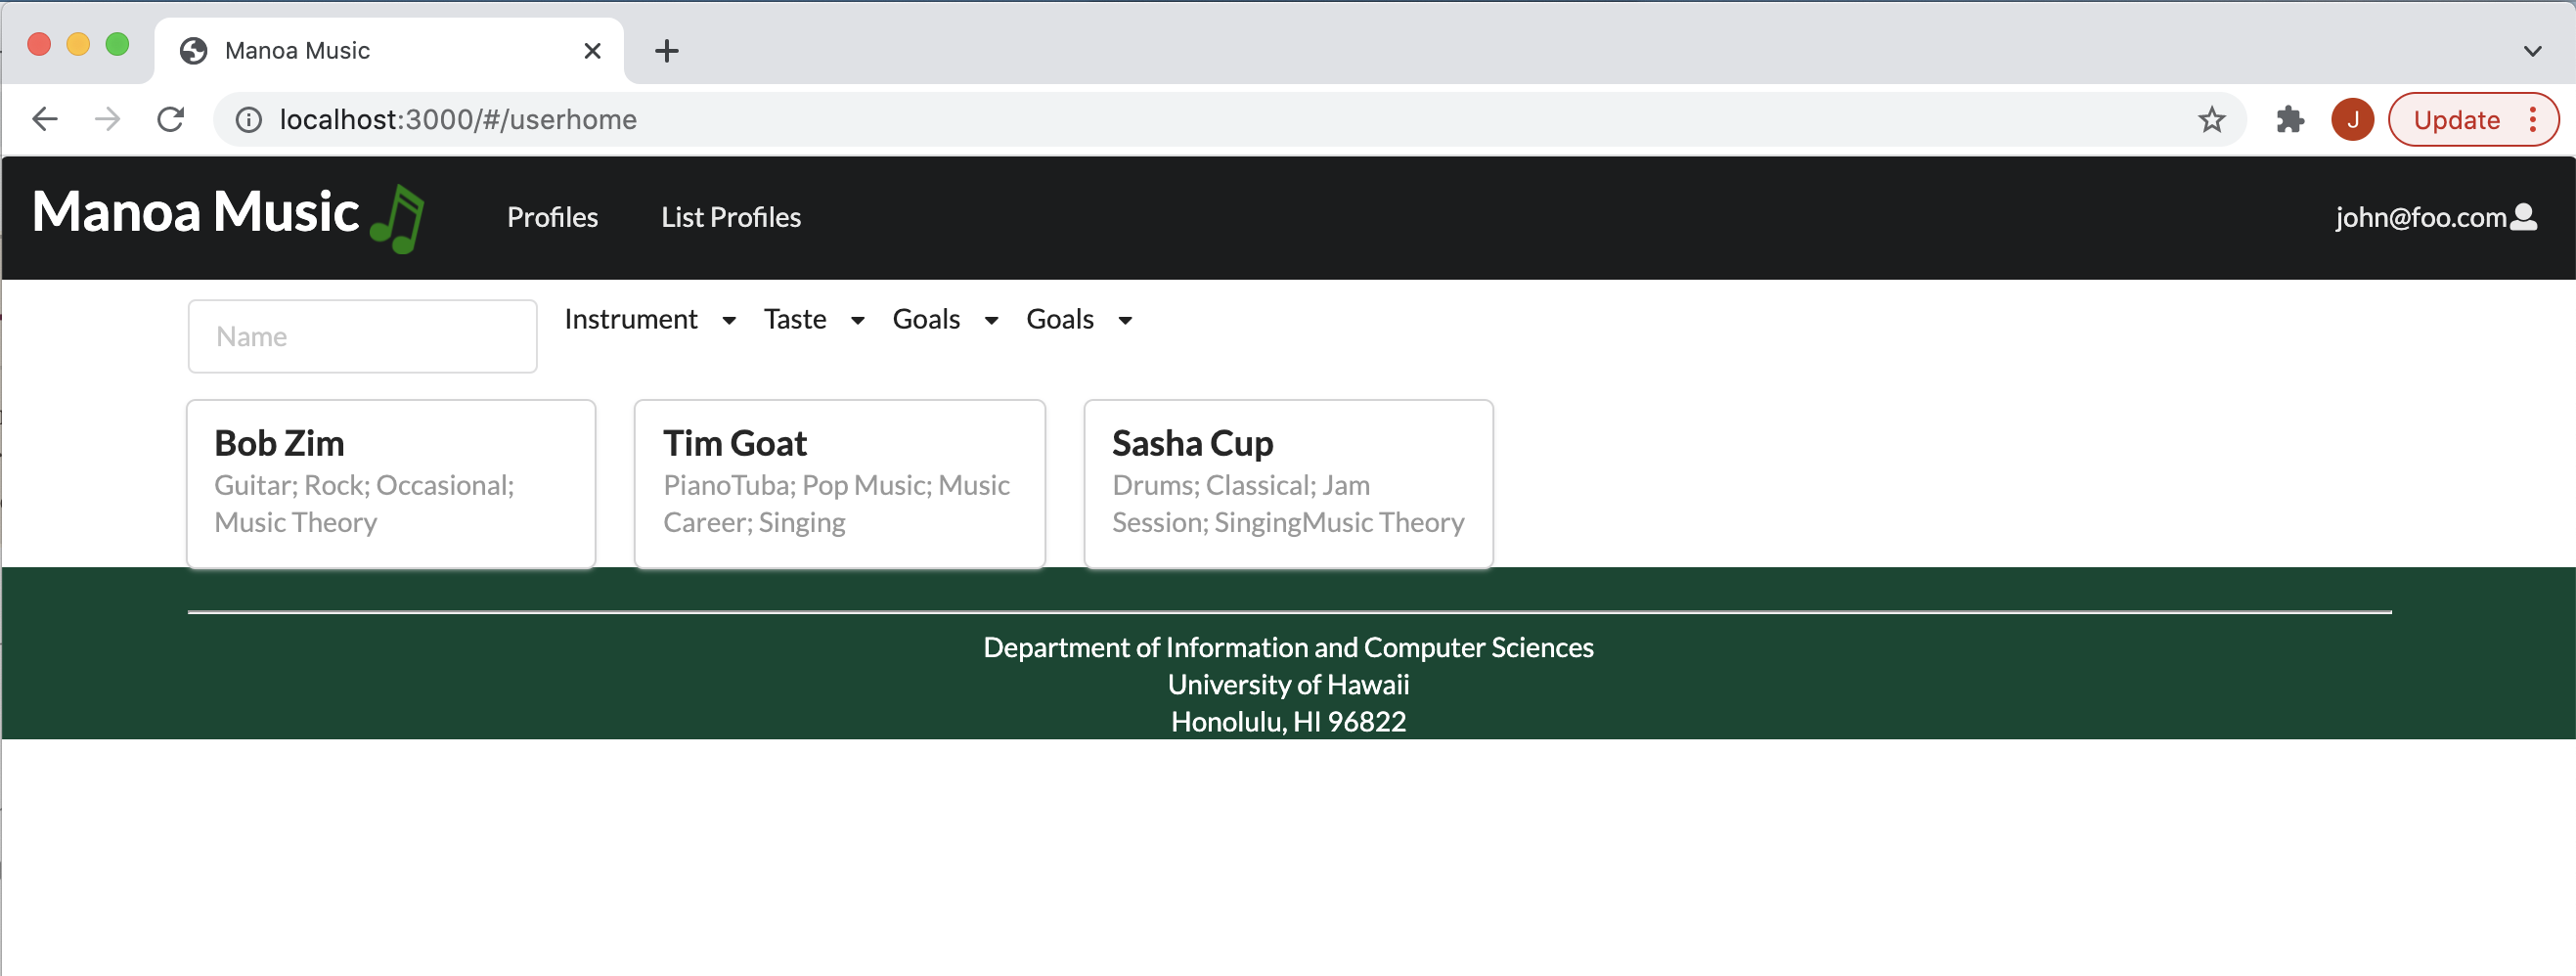 Manoa Music
localhost:3000/#/userhome
J
Update
Manoa Music
Profiles
List Profiles
john@foo.com
Name
Instrument
Taste
Goals
Goals
Bob Zim
Guitar; Rock; Occasional;
Music Theory
Tim Goat
PianoTuba; Pop Music; Music
Career; Singing
Sasha Cup
Drums; Classical; Jam
Session; SingingMusic Theory
Department of Information and Computer Sciences
University of Hawaii
Honolulu, HI 96822